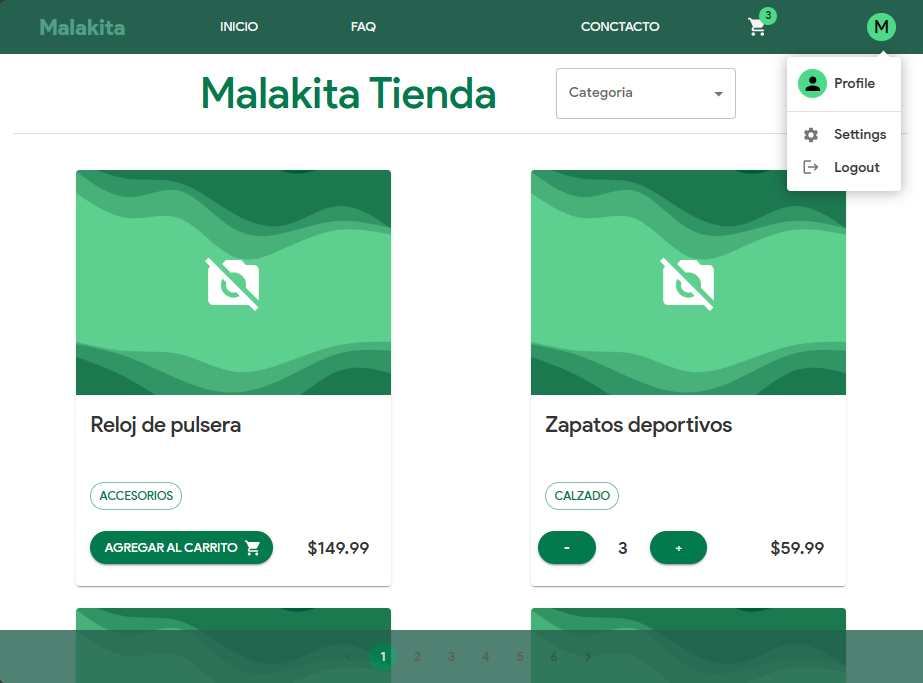 Malakita
INICIO
FAQ
CONCTACTO
3
M
Malakita Tienda
Categoria
Profile
Settings
Logout
Reloj de pulsera
Zapatos deportivos
ACCESORIOS
CALZADO
AGREGAR AL CARRITO
$149.99
-
3
+
$59.99
1 2 3 4 5 6